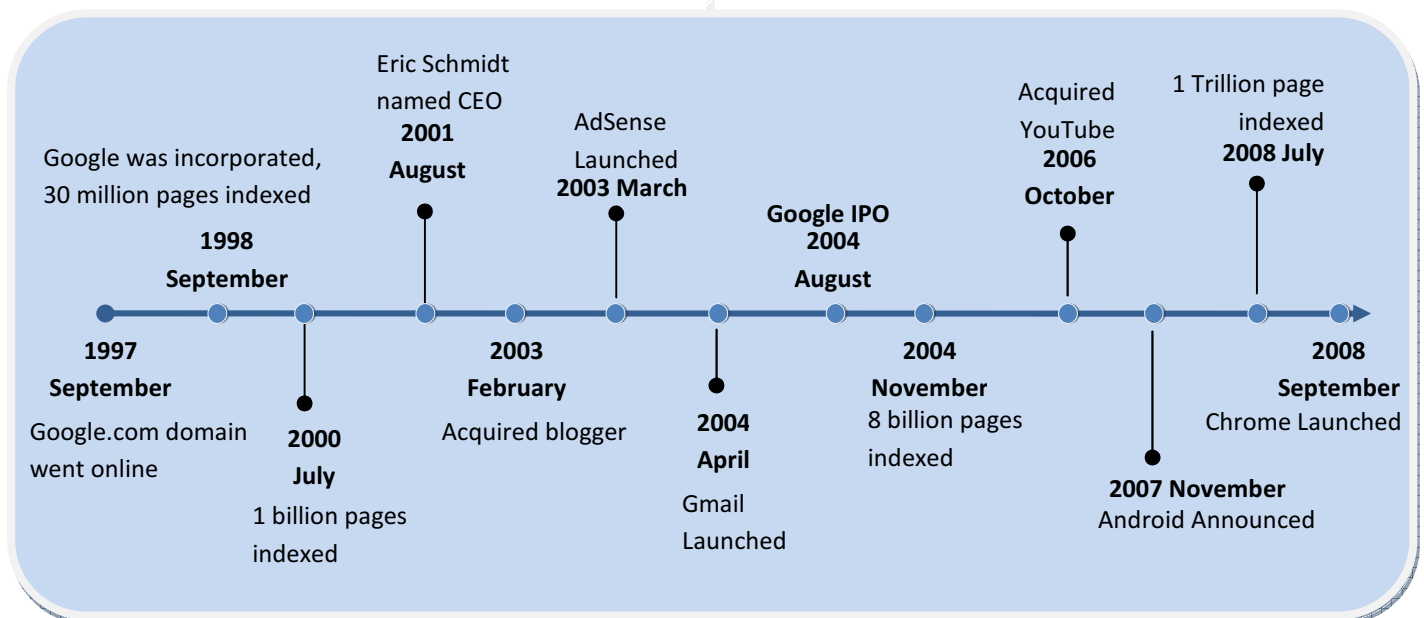 Google was incorporated,
30 million pages indexed
1998
September
Eric Schmidt
named CEO
2001
August
AdSense
Launched
2003 March
Google IPO
2004
August
Acquired
YouTube
2006
October
1 Trillion page
indexed
2008 July
1997
September
Google.com domain
went online
2000
July
1 billion pages
indexed
2003
February
Acquired blogger
2004
April
Gmail
Launched
2004
November
8 billion pages
indexed
2007 November
Android Announced
2008
September
Chrome Launched